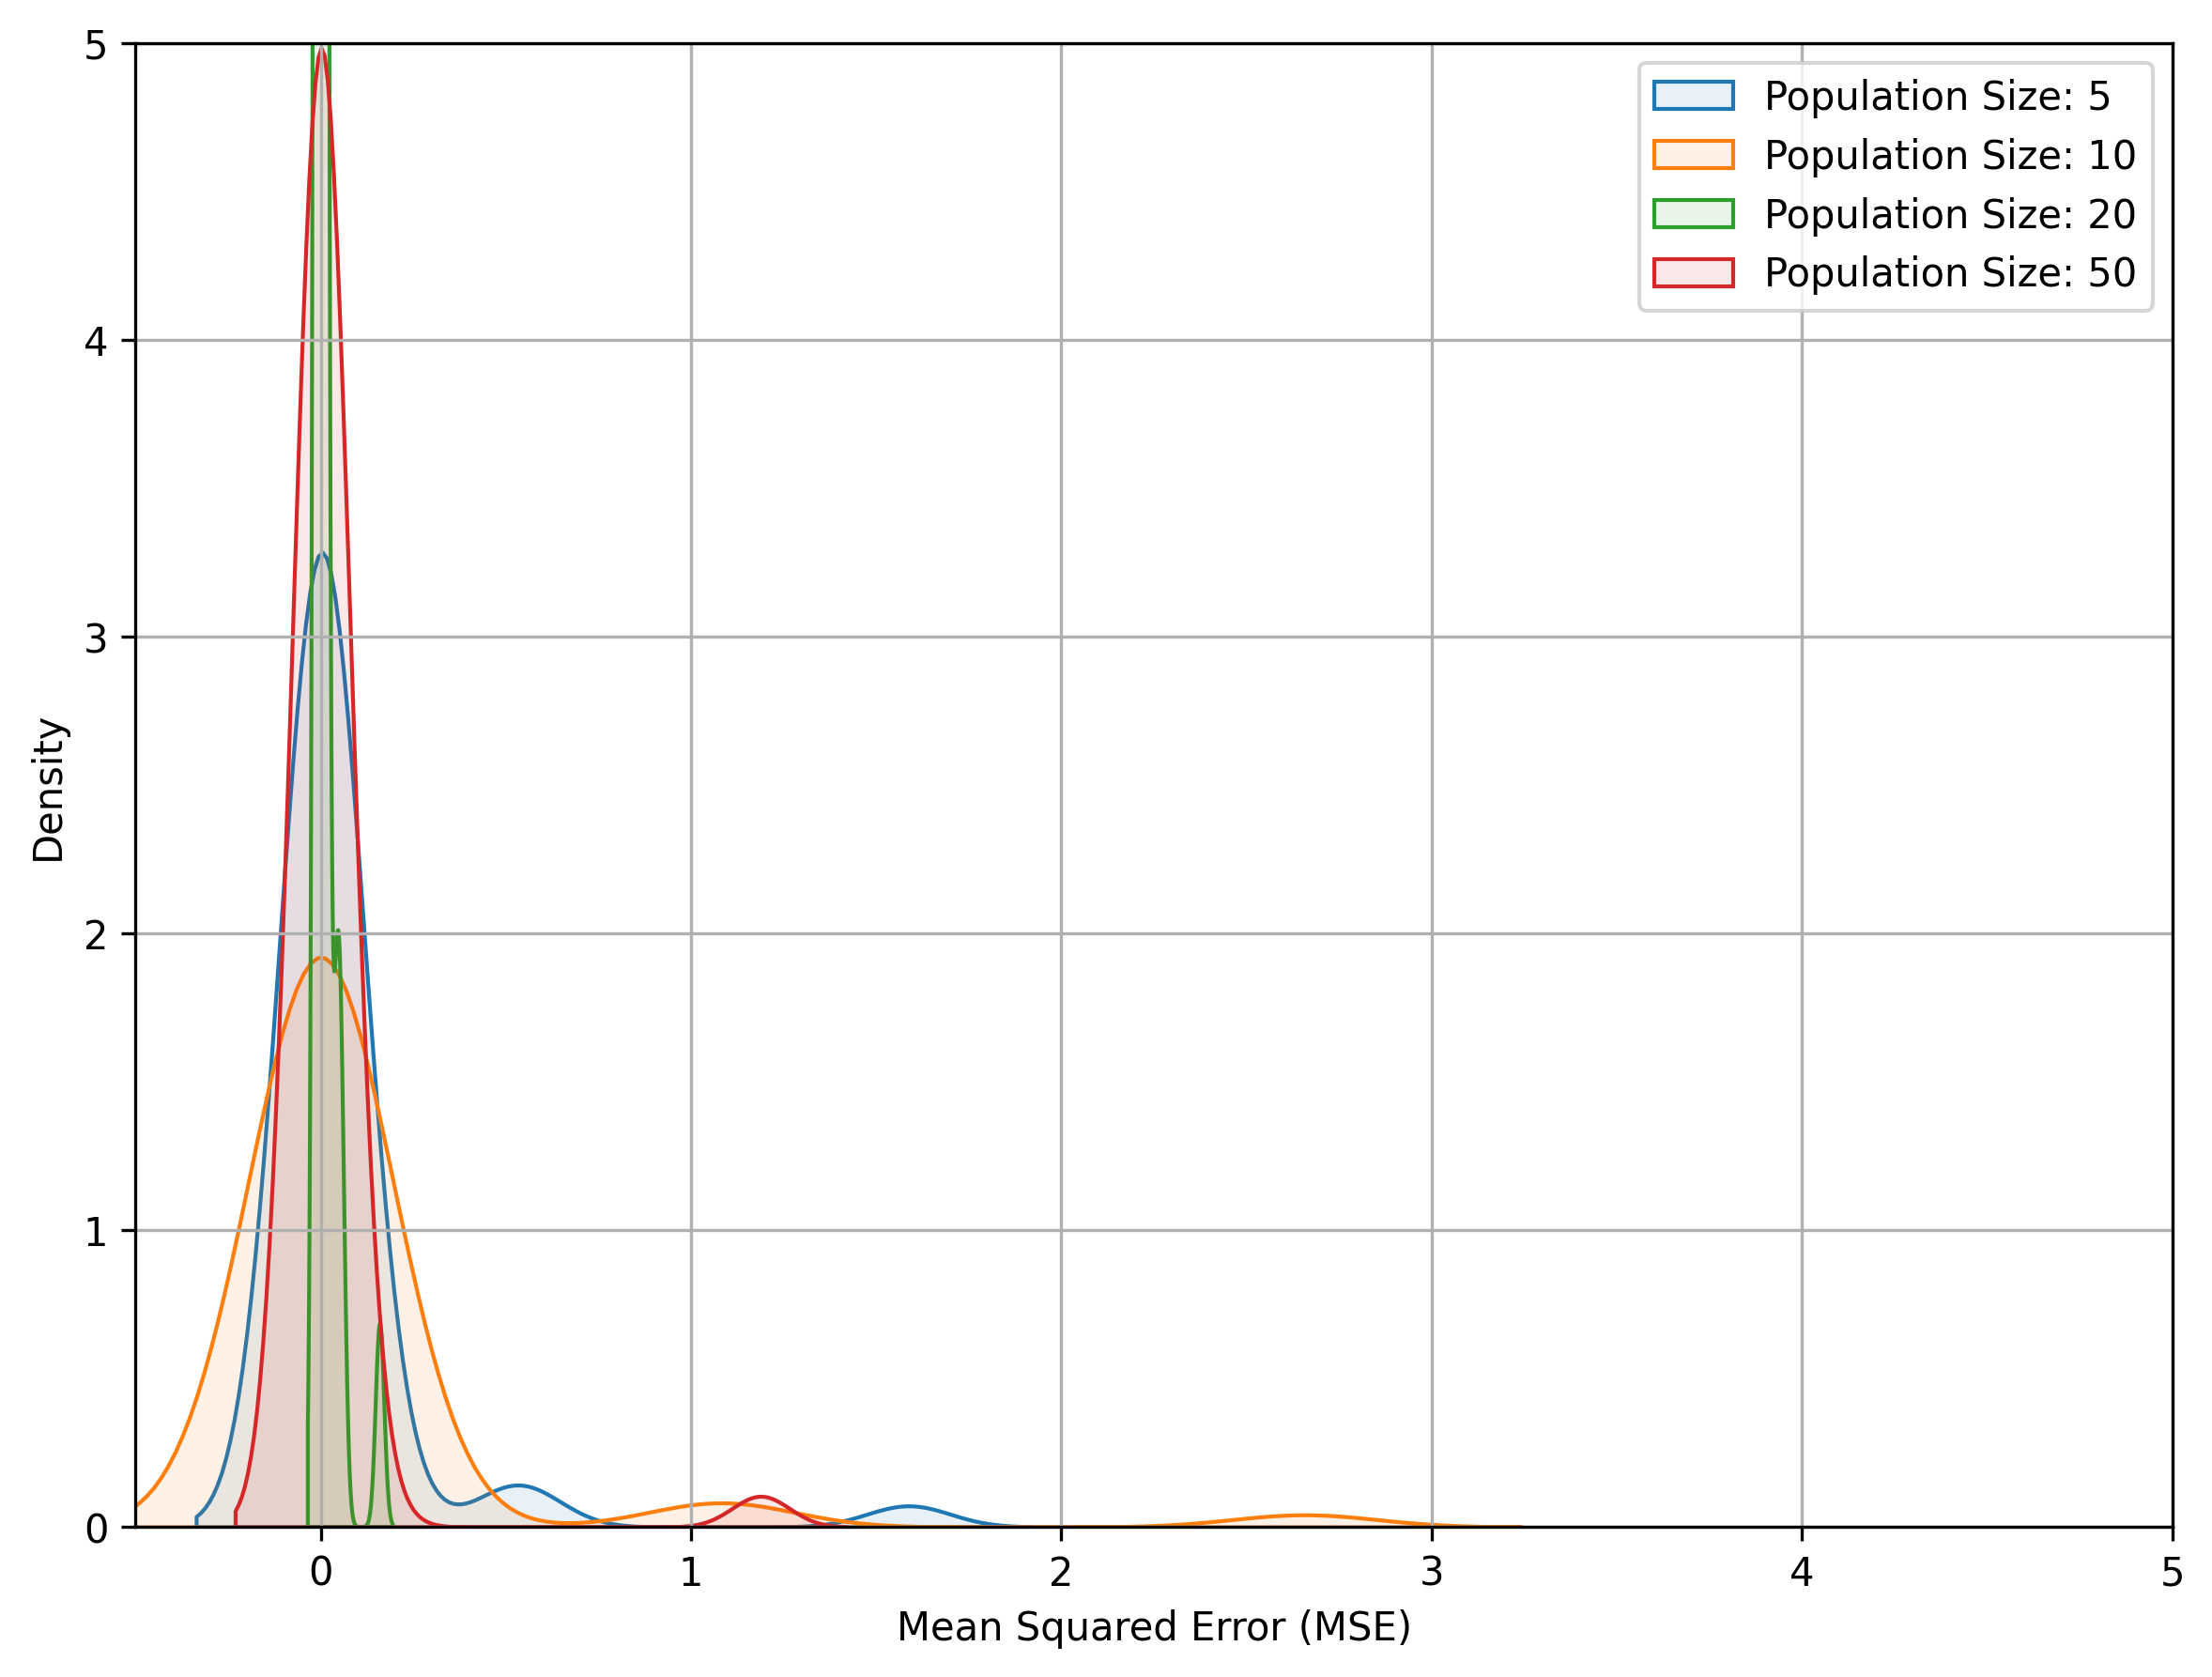 5
4
3
2
1
0
Density
0 1 2 3 4 5
Mean Squared Error (MSE)
Population Size: 5
Population Size: 10
Population Size: 20
Population Size: 50